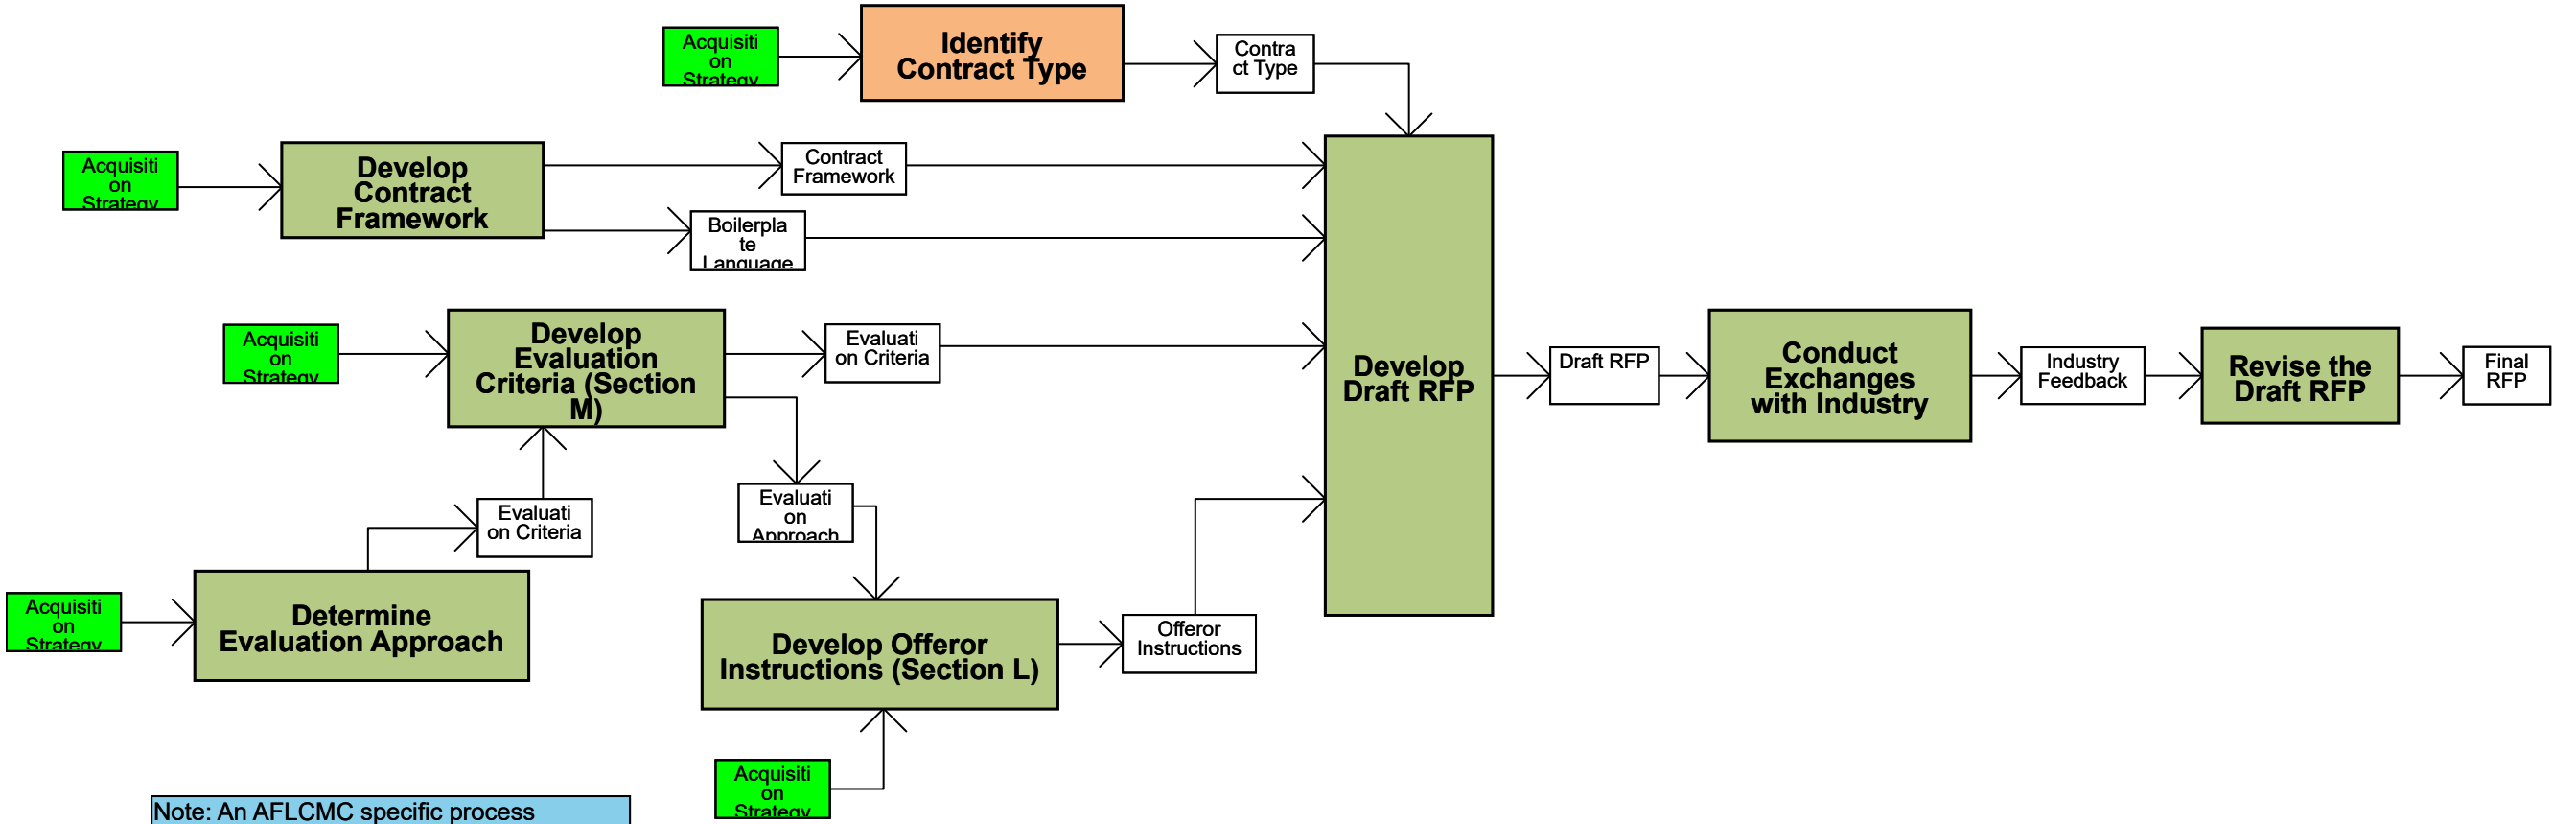 Acquisiti
on
Strategy
Identify
Contract Type
Contra
ct Type
Acquisiti
on
Strategy
Develop
Contract
Framework
Contract
Framework
Boilerpla
te
Language
Acquisiti
on
Strategy
Develop
Evaluation
Criteria (Section
M)
Evaluati
on Criteria
Evaluati
on Criteria
Evaluati
on
Approach
Acquisiti
on
Strategy
Determine
Evaluation Approach
Develop Offeror
Instructions (Section L)
Offeror
Instructions
Acquisiti
on
Strategy
Develop
Draft RFP
Draft RFP
Conduct
Exchanges
with Industry
Industry
Feedback
Revise the
Draft RFP
Final
RFP
Note: An AFLCMC specific process